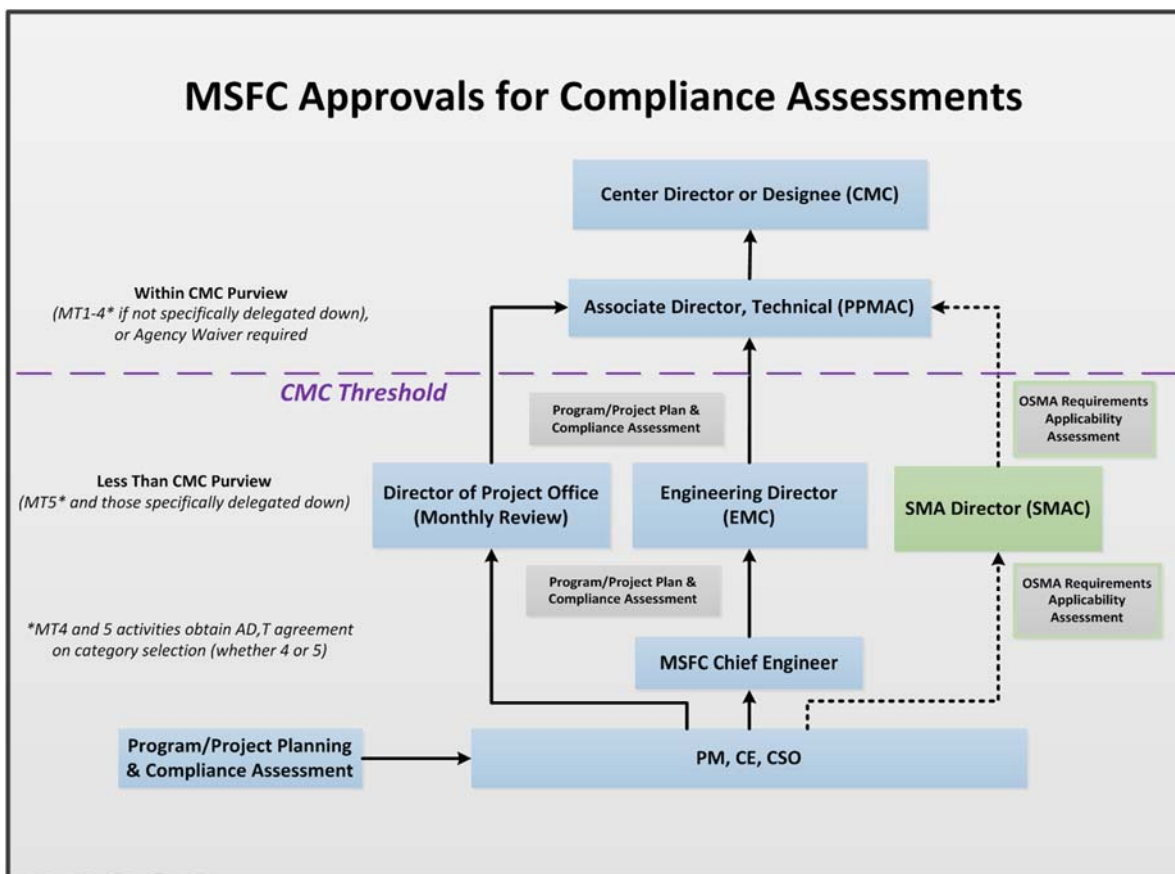 MSFC Approvals for Compliance Assessments
Center Director or Designee (CMC)
Within CMC Purview
(MT1-4* if not specifically delegated down),
or Agency Waiver required
Associate Director, Technical (PPMAC)
CMC Threshold
Program/Project Plan &
Compliance Assessment
OSMA Requirements
Applicability
Assessment
Less Than CMC Purview
(MT5* and those specifically delegated down)
Director of Project Office
(Monthly Review)
Engineering Director
(EMC)
SMA Director (SMAC)
Program/Project Plan &
Compliance Assessment
OSMA Requirements
Applicability
Assessment
*MT4 and 5 activities obtain AD,T agreement
on category selection (whether 4 or 5)
MSFC Chief Engineer
Program/Project Planning
& Compliance Assessment
PM, CE, CSO